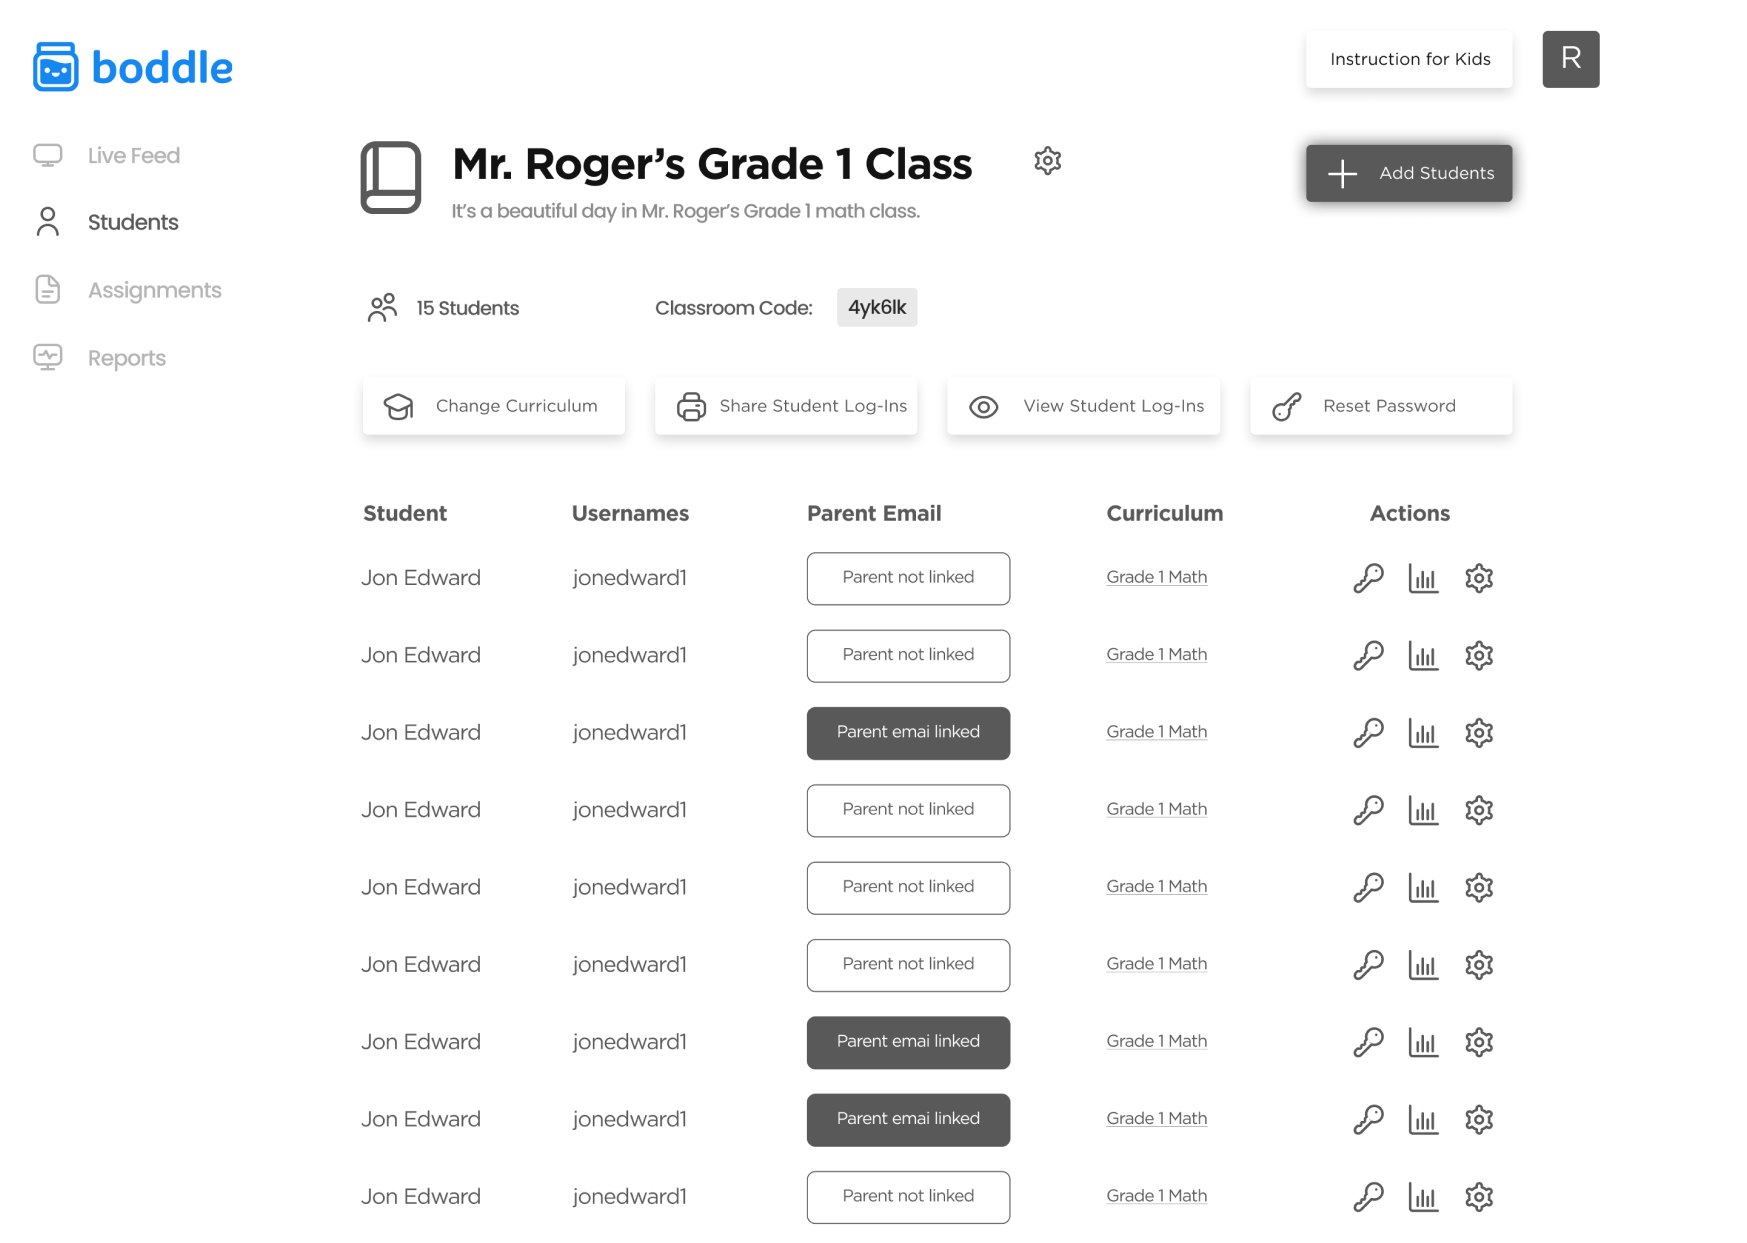 boddle
Instruction for Kids
R
Live Feed
Students
Assignments
Reports
Mr. Roger’s Grade 1 Class
It’s a beautiful day in Mr. Roger’s Grade 1 math class.
Add Students
15 Students
Classroom Code:
4yk6lk
Change Curriculum
Share Student Log-Ins
View Student Log-Ins
Reset Password
Student Usernames Parent Email Curriculum Actions
Jon Edward jonedward1 Parent not linked Grade 1 Math
Jon Edward jonedward1 Parent not linked Grade 1 Math
Jon Edward jonedward1 Parent emai linked Grade 1 Math
Jon Edward jonedward1 Parent not linked Grade 1 Math
Jon Edward jonedward1 Parent not linked Grade 1 Math
Jon Edward jonedward1 Parent not linked Grade 1 Math
Jon Edward jonedward1 Parent emai linked Grade 1 Math
Jon Edward jonedward1 Parent emai linked Grade 1 Math
Jon Edward jonedward1 Parent not linked Grade 1 Math